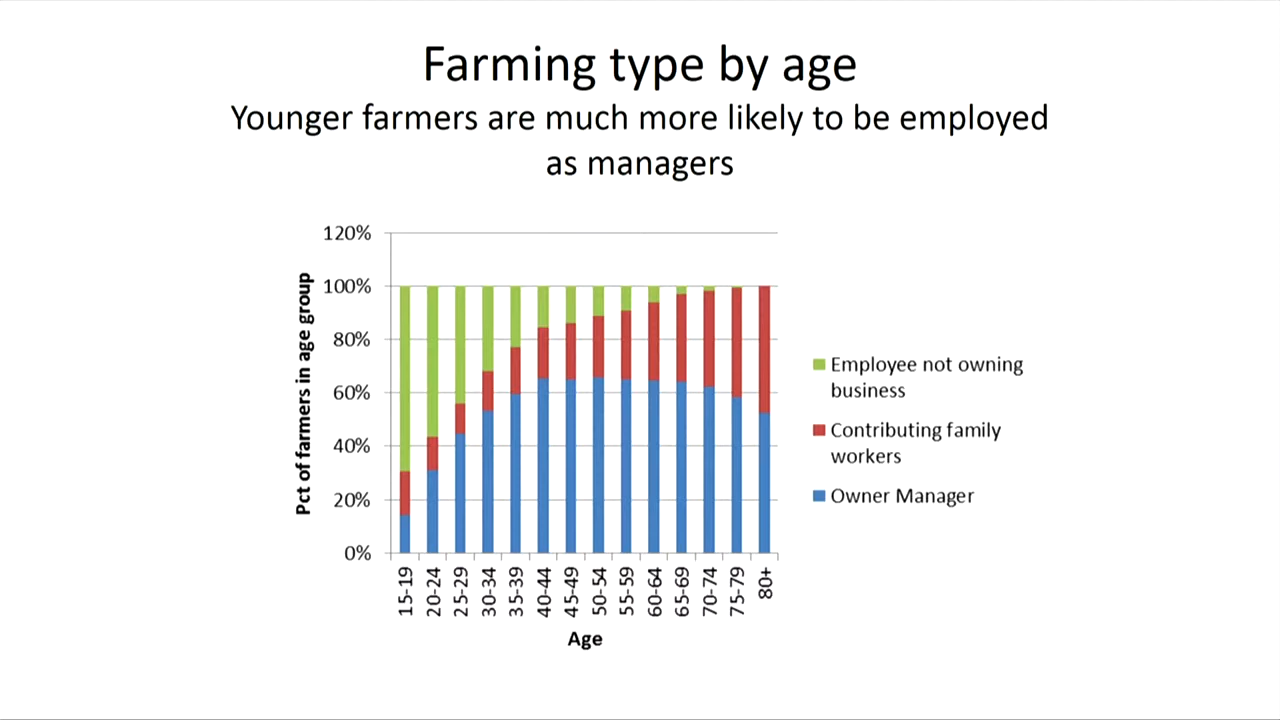 Farming type by age
Younger farmers are much more likely to be employed
as managers
Pct of farmers in age group
120%
100%
80%
60%
40%
20%
0%
15-19
20-24
25-29
30-34
35-39
40-44
45-49
50-54
55-59
60-64
65-69
70-74
75-79
80+
Age
Employee not owning
business
Contributing family
workers
Owner Manager